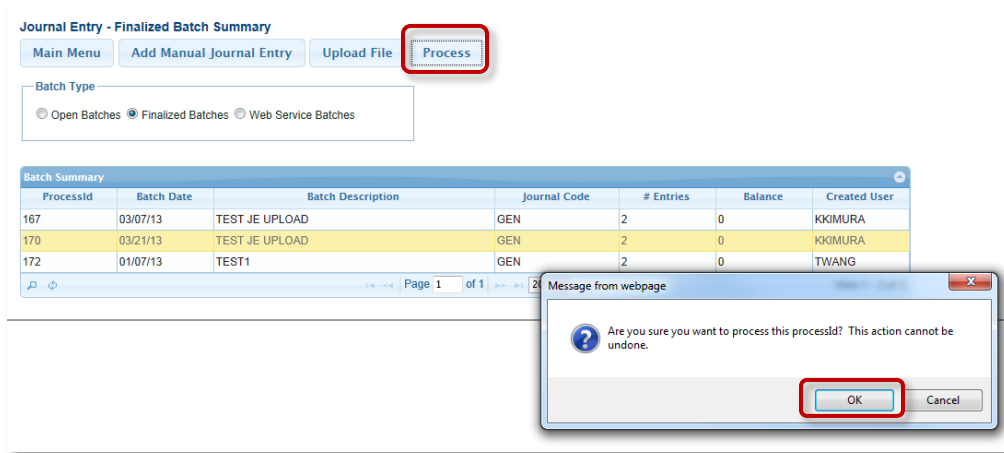 Journal Entry - Finalized Batch Summary
Main Menu Add Manual Journal Entry Upload File Process
Batch Type
Open Batches Finalized Batches Web Service Batches
Batch Summary
ProcessId Batch Date Batch Description Journal Code # Entries Balance Created User
167 03/07/13 TEST JE UPLOAD GEN 2 0 KKIMURA
170 03/21/13 TEST JE UPLOAD GEN 2 0 KKIMURA
172 01/07/13 TEST1 GEN 2 0 TWANG
Page 1 of 1 20
Message from webpage
Are you sure you want to process this processId? This action cannot be
undone.
OK Cancel